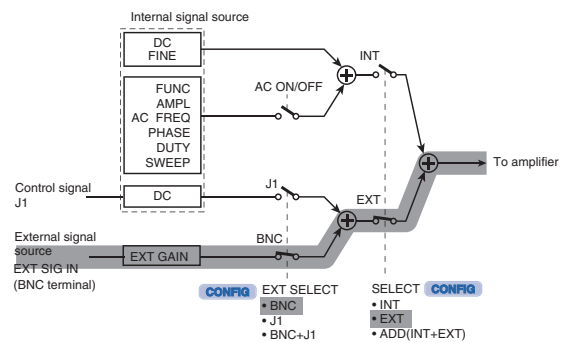 Internal signal source
DC
FINE
INT
FUNC
AMPL
AC FREQ
PHASE
DUTY
SWEEP
AC ON/OFF
To amplifier
Control signal
J1
DC
J1
EXT
External signal
source
EXT SIG IN
(BNC terminal)
EXT GAIN
BNC
CONFIG EXT SELECT
• BNC
• J1
• BNC+J1
SELECT CONFIG
• INT
• EXT
• ADD(INT+EXT)